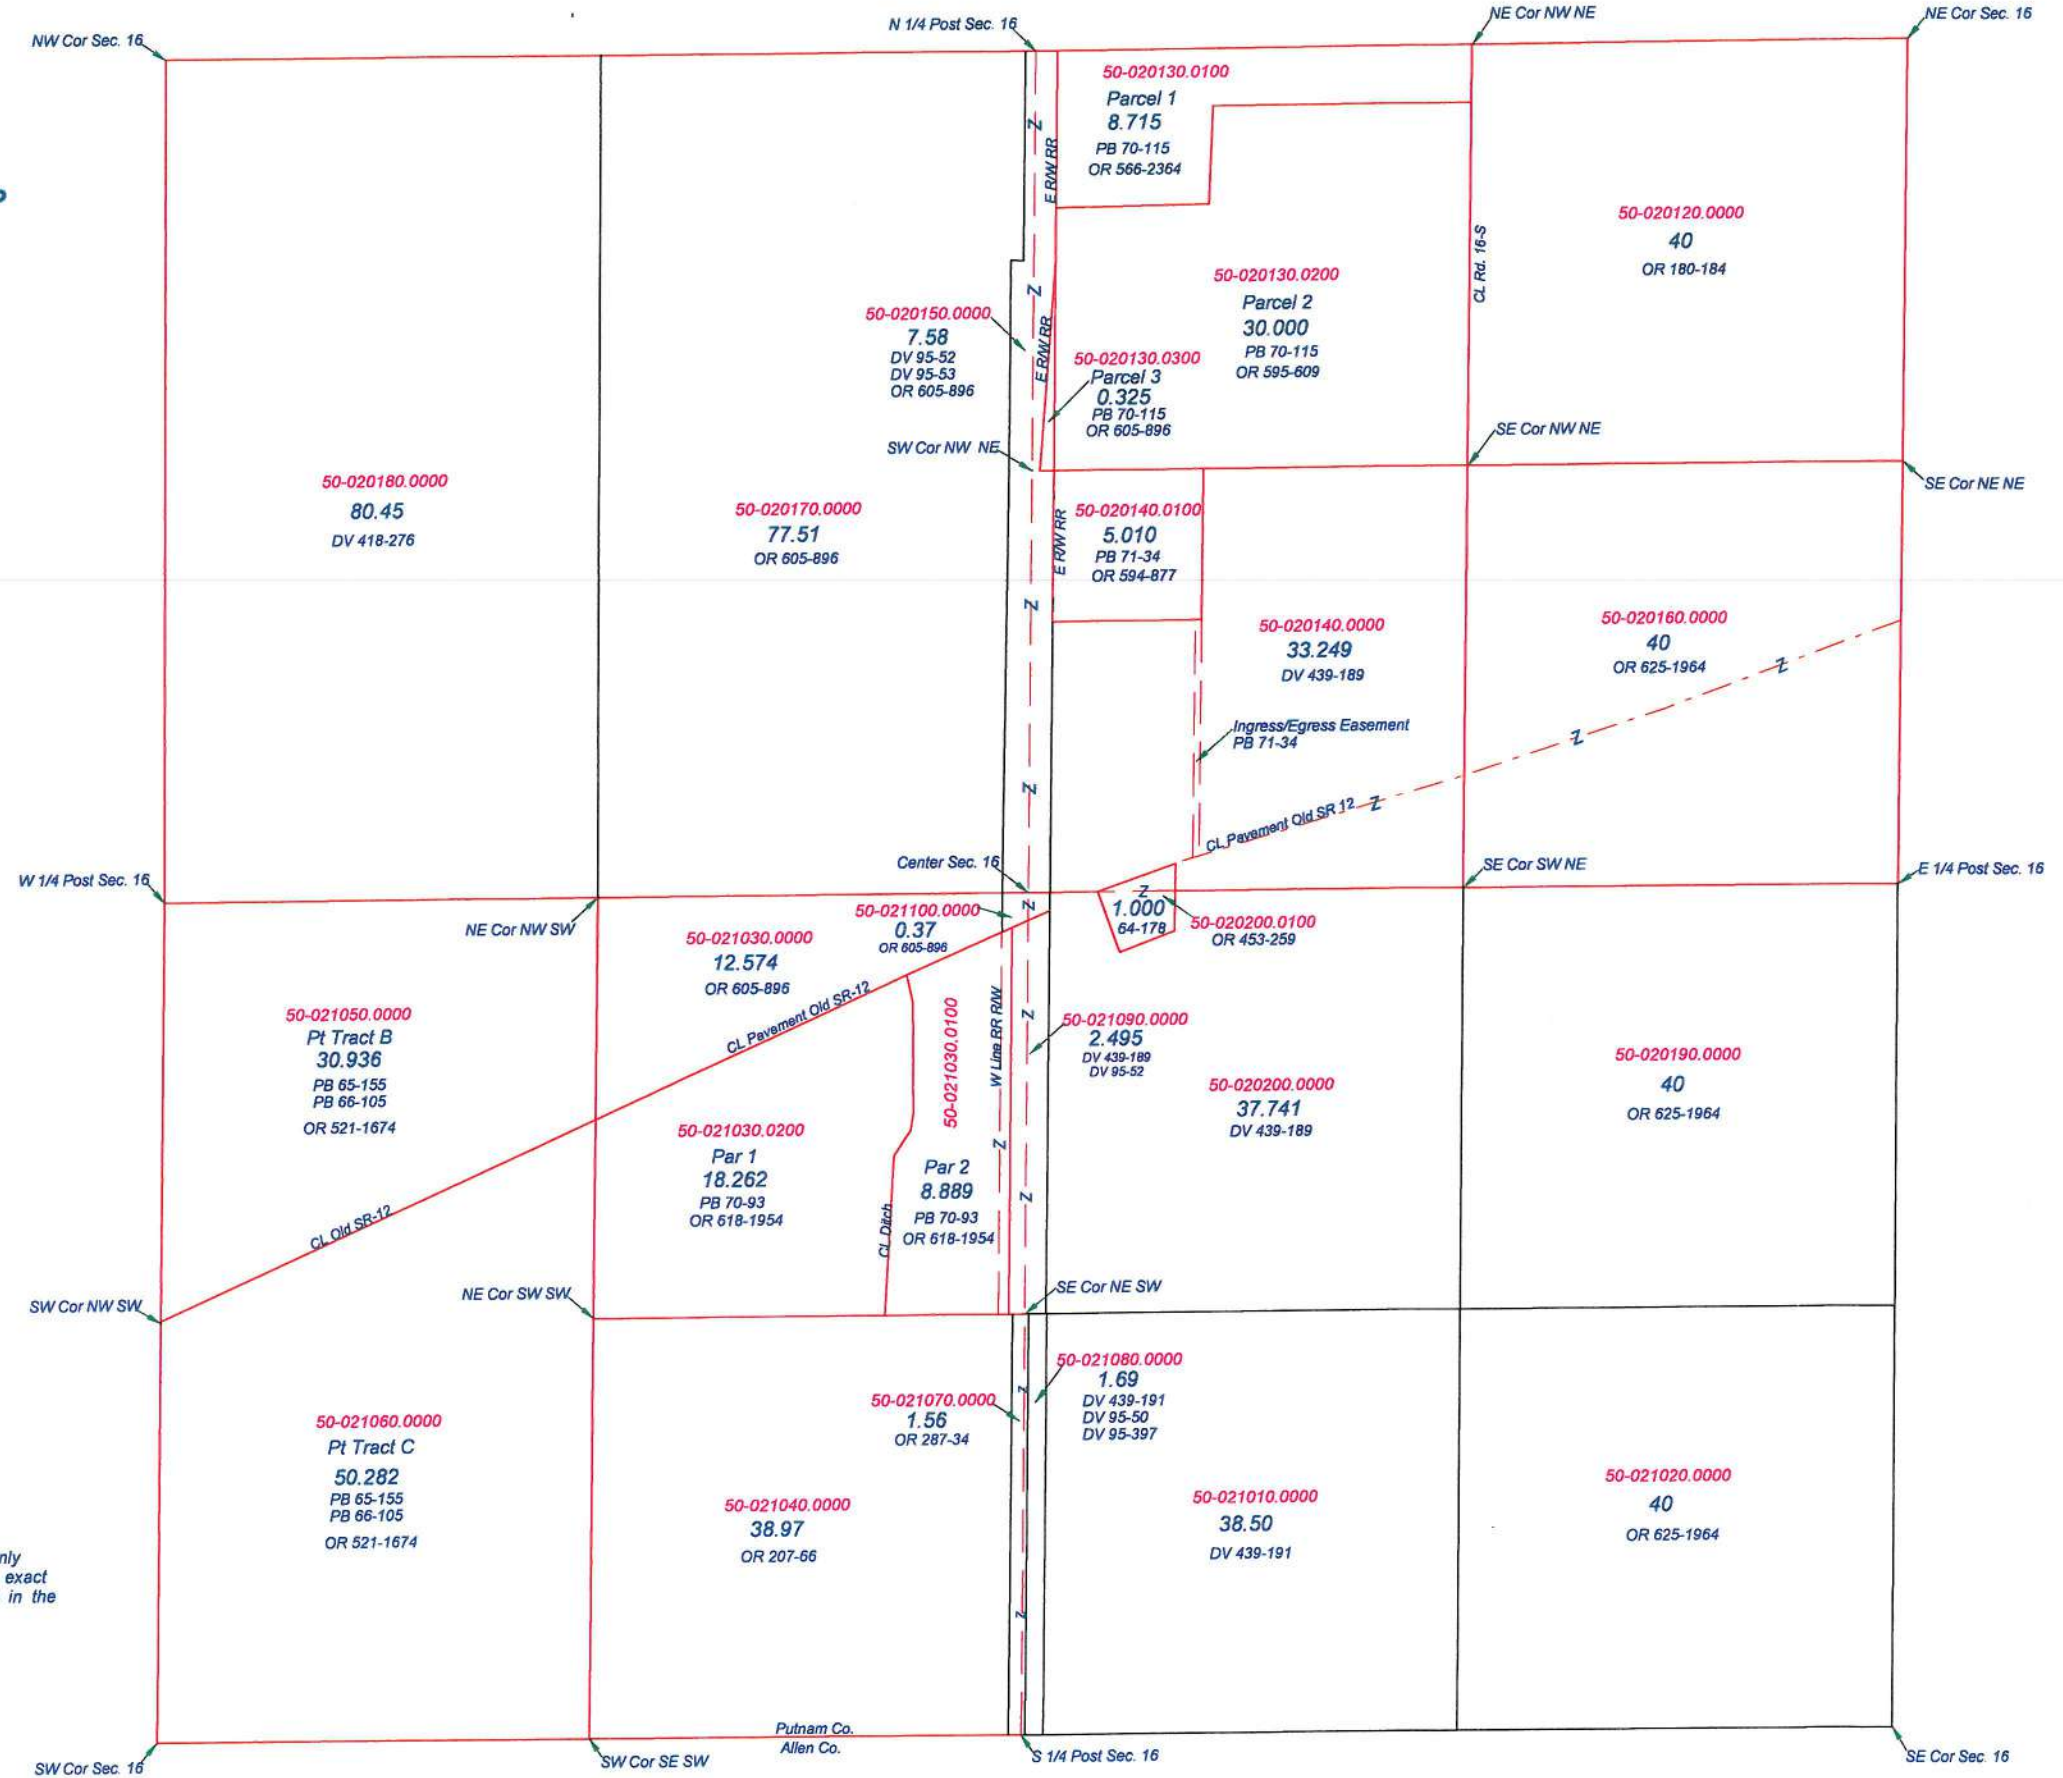 NW Cor Sec. 16
N 1/4 Post Sec. 16
NE Cor NW NE
NE Cor Sec. 16
50-020130.0100
Parcel 1
8.715
PB 70-115
OR 566-2364
Z
E R/W RR
50-020120.0000
40
OR 180-184
CL Rd. 16-S
50-020130.0200
Parcel 2
30.000
PB 70-115
OR 595-609
Z
E R/W RR
50-020150.0000
7.58
DV 95-52
DV 95-53
OR 605-896
50-020130.0300
Parcel 3
0.325
PB 70-115
OR 605-896
SW Cor NW NE
SE Cor NW NE
SE Cor NE NE
50-020180.0000
80.45
DV 418-276
50-020170.0000
77.51
OR 605-896
E R/W RR
50-020140.0100
5.010
PB 71-34
OR 594-877
Z
50-020140.0000
33.249
DV 439-189
50-020160.0000
40
OR 625-1964
Z
Z
Ingress/Egress Easement
PB 71-34
Z
CL Pavement Old SR 12
Z
W 1/4 Post Sec. 16
Center Sec. 16
SE Cor SW NE
E 1/4 Post Sec. 16
NE Cor NW SW
50-021100.0000
0.37
OR 605-896
Z
Z
1.000
64-178
50-020200.0100
OR 453-259
50-021030.0000
12.574
OR 605-896
CL Pavement Old SR-12
50-021050.0000
Pt Tract B
30.936
PB 65-155
PB 66-105
OR 521-1674
50-021030.0100
W Line RR R/W
Z
50-021090.0000
2.495
DV 439-189
DV 95-52
50-020200.0000
37.741
DV 439-189
50-020190.0000
40
OR 625-1964
50-021030.0200
Par 1
18.262
PB 70-93
OR 618-1954
Z
Par 2
8.889
PB 70-93
OR 618-1954
Z
CL Ditch
CL Old SR-12
SW Cor NW SW
NE Cor SW SW
SE Cor NE SW
50-021080.0000
1.69
DV 439-191
DV 95-50
DV 95-397
Z
50-021070.0000
1.56
OR 287-34
50-021060.0000
Pt Tract C
50.282
PB 65-155
PB 66-105
OR 521-1674
50-021040.0000
38.97
OR 207-66
50-021010.0000
38.50
DV 439-191
50-021020.0000
40
OR 625-1964
exact
in the
Z
Putnam Co.
Allen Co.
SW Cor Sec. 16
SW Cor SE SW
S 1/4 Post Sec. 16
SE Cor Sec. 16